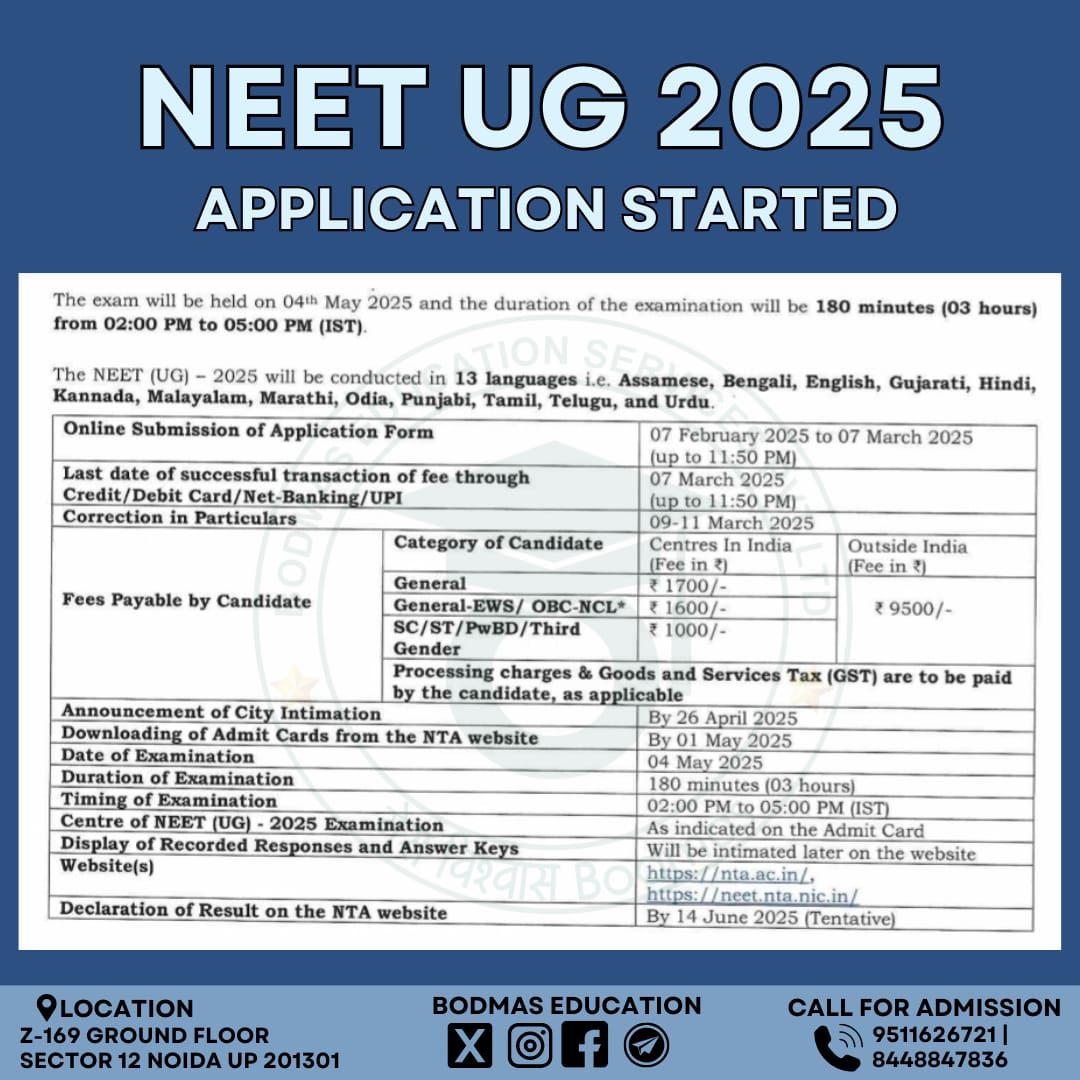 NEET UG 2025
APPLICATION STARTED
The exam will be held on 04th May 2025 and the duration of the examination will be 180 minutes (03 hours)
from 02:00 PM to 05:00 PM (IST).
The NEET (UG) – 2025 will be conducted in 13 languages i.e. Assamese, Bengali, English, Gujarati, Hindi,
Kannada, Malayalam, Marathi, Odia, Punjabi, Tamil, Telugu, and Urdu.
Online Submission of Application Form
07 February 2025 to 07 March 2025
(up to 11:50 PM)
Last date of successful transaction of fee through
Credit/Debit Card/Net-Banking/UPI
07 March 2025
(up to 11:50 PM)
Correction in Particulars
09-11 March 2025
Fees Payable by Candidate
Category of Candidate
Centres In India
(Fee in ₹)
Outside India
(Fee in ₹)
General
₹ 1700/-
General-EWS/ OBC-NCL*
₹ 1600/-
₹ 9500/-
SC/ST/PwBD/Third
Gender
₹ 1000/-
Processing charges & Goods and Services Tax (GST) are to be paid
by the candidate, as applicable
Announcement of City Intimation
By 26 April 2025
Downloading of Admit Cards from the NTA website
By 01 May 2025
Date of Examination
04 May 2025
Duration of Examination
180 minutes (03 hours)
Timing of Examination
02:00 PM to 05:00 PM (IST)
Centre of NEET (UG) - 2025 Examination
As indicated on the Admit Card
Display of Recorded Responses and Answer Keys
Will be intimated later on the website
Website(s)
https://nta.ac.in/,
https://neet.nta.nic.in/
Declaration of Result on the NTA website
By 14 June 2025 (Tentative)
LOCATION
Z-169 GROUND FLOOR
SECTOR 12 NOIDA UP 201301
BODMAS EDUCATION
CALL FOR ADMISSION
9511626721 |
8448847836